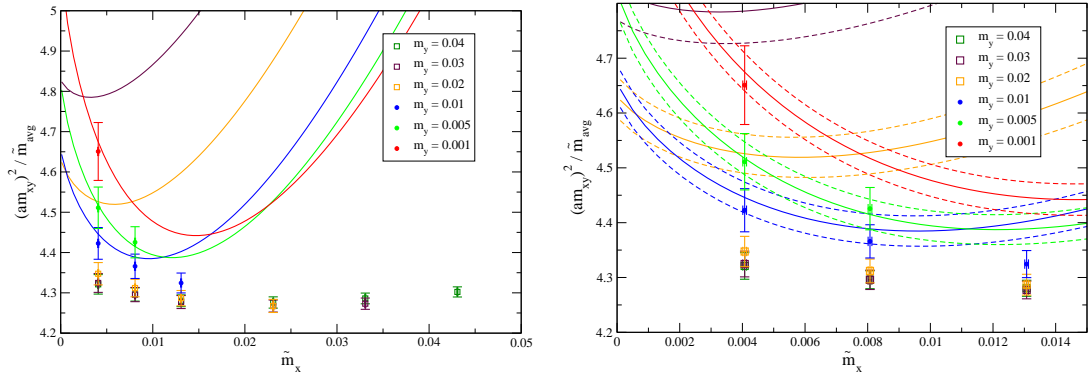 5
4.9
4.8
4.7
4.6
4.5
4.4
4.3
4.2
(am_xy)^2 / m̃_avg
0
0.01
0.02
0.03
0.04
0.05
m̃_x
m_y = 0.04
m_y = 0.03
m_y = 0.02
m_y = 0.01
m_y = 0.005
m_y = 0.001
4.7
4.6
4.5
4.4
4.3
4.2
(am_xy)^2 / m̃_avg
0
0.002
0.004
0.006
0.008
0.01
0.012
0.014
m̃_x
m_y = 0.04
m_y = 0.03
m_y = 0.02
m_y = 0.01
m_y = 0.005
m_y = 0.001